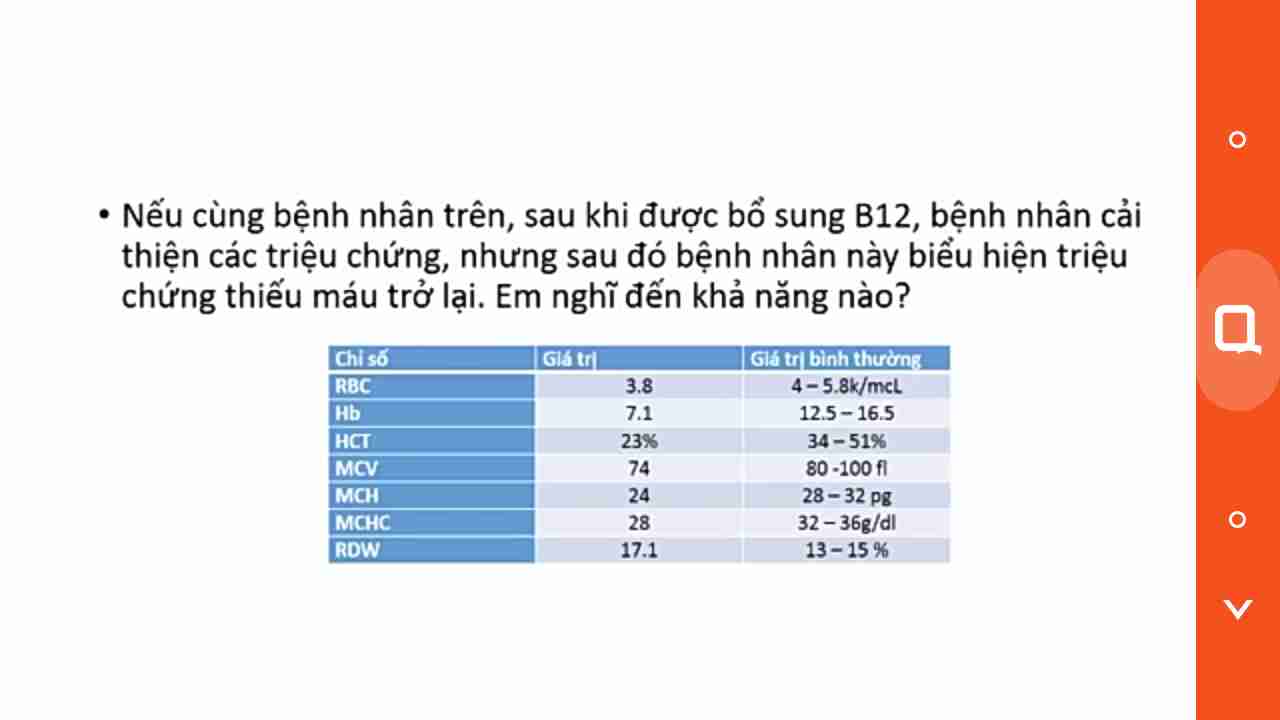 • Nếu cùng bệnh nhân trên, sau khi được bổ sung B12, bệnh nhân cải
thiện các triệu chứng, nhưng sau đó bệnh nhân này biểu hiện triệu
chứng thiếu máu trở lại. Em nghĩ đến khả năng nào?
Chỉ số Giá trị Giá trị bình thường
RBC 3.8 4 – 5.8k/mcL
Hb 7.1 12.5 – 16.5
HCT 23% 34 – 51%
MCV 74 80 -100 fl
MCH 24 28 – 32 pg
MCHC 28 32 – 36g/dl
RDW 17.1 13 – 15 %